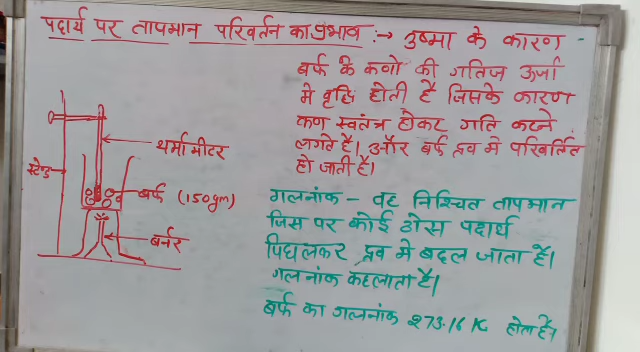 पदार्थ पर तापमान परिवर्तन का प्रभाव :→ ऊष्मा के कारण -
बर्फ के कणो की गतिज ऊर्जा
मे वृद्धि होती है जिसके कारण
कण स्वतंत्र होकर गति करने
लगते है। और बर्फ द्रव मे परिवर्तित
हो जाती है।
थर्मामीटर
स्टैंड
बर्फ (150gm)
बर्नर
गलनांक - वह निश्चित तापमान
जिस पर कोई ठोस पदार्थ
पिघलकर द्रव मे बदल जाता है।
गलनांक कहलाता है।
बर्फ का गलनांक 273.16 K होता है।